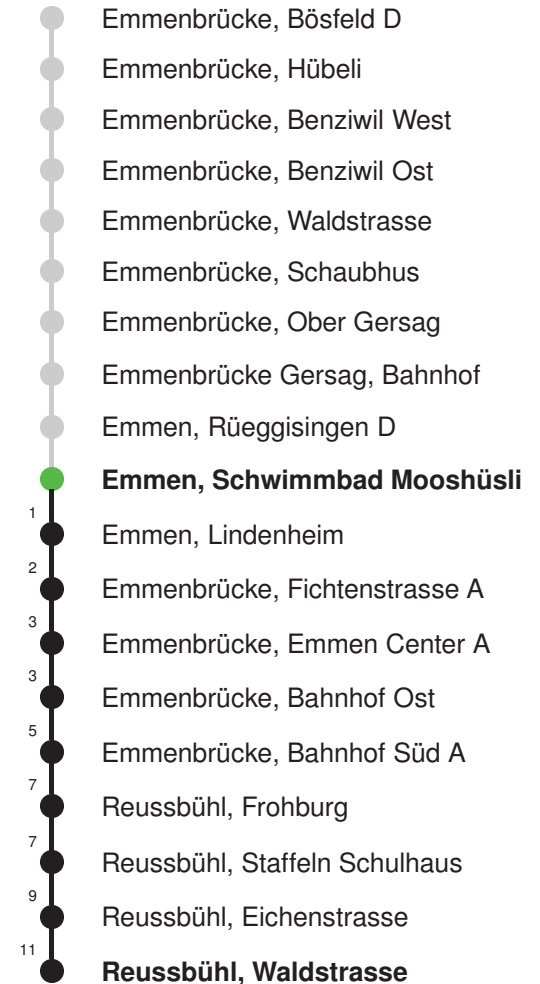 Emmenbrücke, Bösfeld D
Emmenbrücke, Hübeli
Emmenbrücke, Benziwil West
Emmenbrücke, Benziwil Ost
Emmenbrücke, Waldstrasse
Emmenbrücke, Schaubhus
Emmenbrücke, Ober Gersag
Emmenbrücke Gersag, Bahnhof
Emmen, Rüeggisingen D
Emmen, Schwimmbad Mooshüsli
1 Emmen, Lindenheim
2 Emmenbrücke, Fichtenstrasse A
3 Emmenbrücke, Emmen Center A
3 Emmenbrücke, Bahnhof Ost
5 Emmenbrücke, Bahnhof Süd A
7 Reussbühl, Frohburg
7 Reussbühl, Staffeln Schulhaus
9 Reussbühl, Eichenstrasse
11 Reussbühl, Waldstrasse